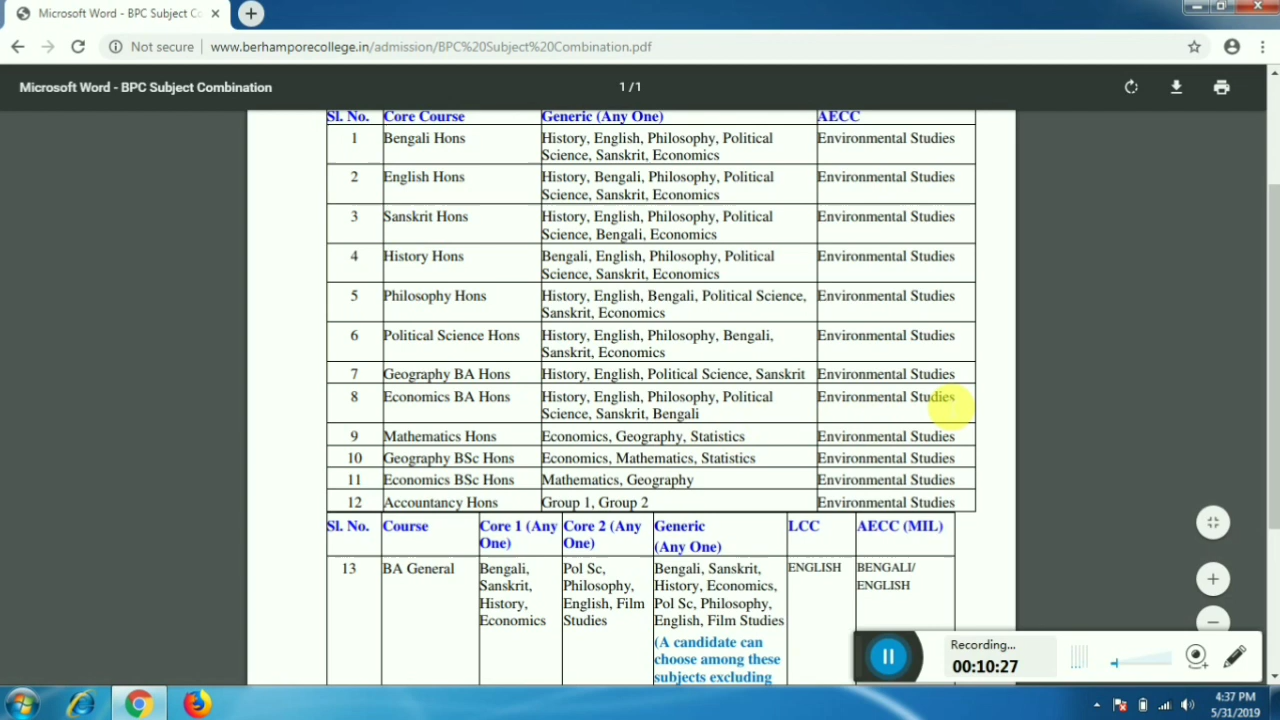 Microsoft Word - BPC Subject Co
Not secure | www.berhamporecollege.in/admission/BPC%20Subject%20Combination.pdf
Microsoft Word - BPC Subject Combination 1 / 1
Sl. No. Core Course Generic (Any One) AECC
1 Bengali Hons History, English, Philosophy, Political Environmental Studies
Science, Sanskrit, Economics
2 English Hons History, Bengali, Philosophy, Political Environmental Studies
Science, Sanskrit, Economics
3 Sanskrit Hons History, English, Philosophy, Political Environmental Studies
Science, Bengali, Economics
4 History Hons Bengali, English, Philosophy, Political Environmental Studies
Science, Sanskrit, Economics
5 Philosophy Hons History, English, Bengali, Political Science, Environmental Studies
Sanskrit, Economics
6 Political Science Hons History, English, Philosophy, Bengali, Environmental Studies
Sanskrit, Economics
7 Geography BA Hons History, English, Political Science, Sanskrit Environmental Studies
8 Economics BA Hons History, English, Philosophy, Political Environmental Studies
Science, Sanskrit, Bengali
9 Mathematics Hons Economics, Geography, Statistics Environmental Studies
10 Geography BSc Hons Economics, Mathematics, Statistics Environmental Studies
11 Economics BSc Hons Mathematics, Geography Environmental Studies
12 Accountancy Hons Group 1, Group 2 Environmental Studies
Sl. No. Course Core 1 (Any Core 2 (Any Generic LCC AECC (MIL)
One) One) (Any One)
13 BA General Bengali, Pol Sc, Bengali, Sanskrit, ENGLISH BENGALI/
Sanskrit, Philosophy, History, Economics, ENGLISH
History, English, Film Pol Sc, Philosophy,
Economics Studies English, Film Studies
(A candidate can
choose among these
subjects excluding
Recording...
00:10:27
4:37 PM
5/31/2019